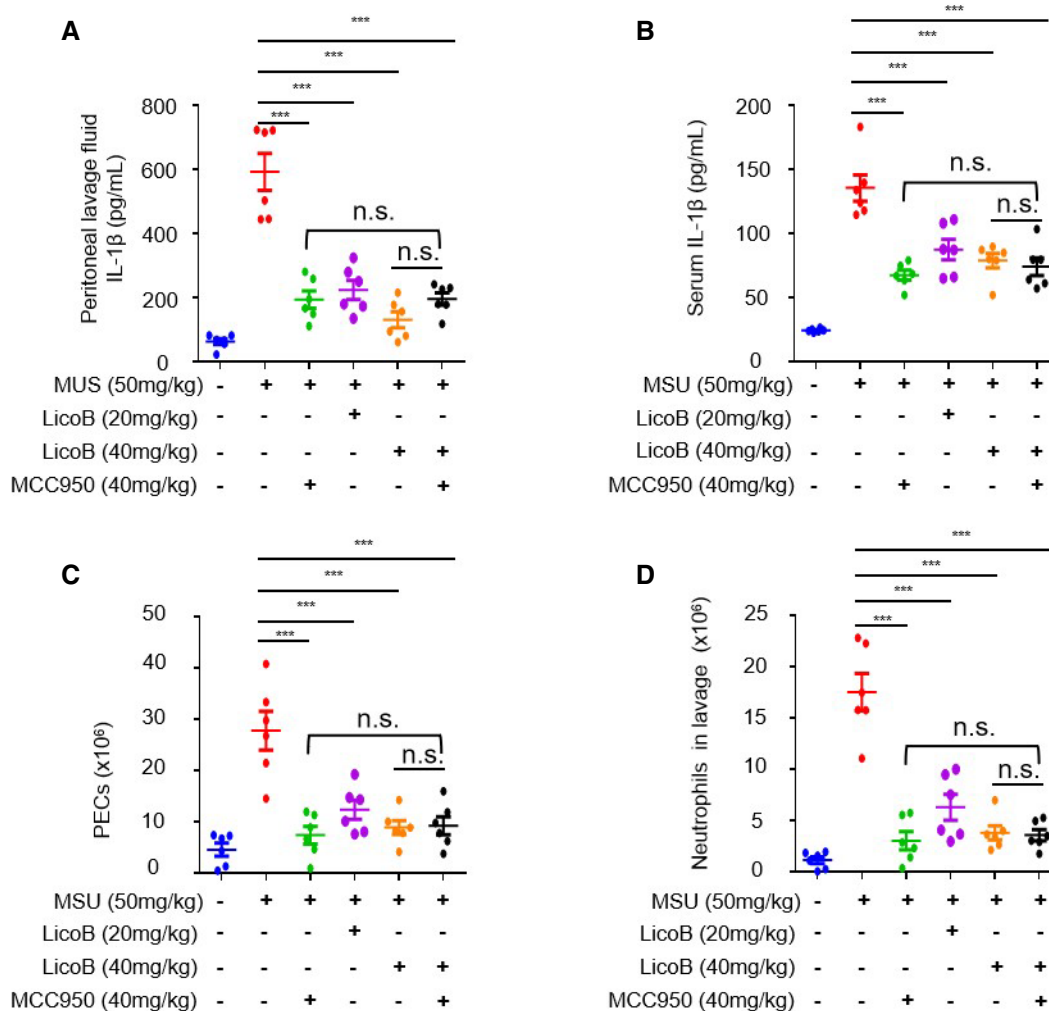 A
***
***
***
***
Peritoneal lavage fluid
IL-1β (pg/mL)
800
600
400
200
0
n.s.
n.s.
MUS (50mg/kg) - + + + + +
LicoB (20mg/kg) - - - + - -
LicoB (40mg/kg) - - - - + +
MCC950 (40mg/kg) - - + - - +
B
***
***
***
***
Serum IL-1β (pg/mL)
200
150
100
50
0
n.s.
n.s.
MSU (50mg/kg) - + + + + +
LicoB (20mg/kg) - - - + - -
LicoB (40mg/kg) - - - - + +
MCC950 (40mg/kg) - - + - - +
C
***
***
***
***
PECs (x10⁶)
50
40
30
20
10
0
n.s.
n.s.
MSU (50mg/kg) - + + + + +
LicoB (20mg/kg) - - - + - -
LicoB (40mg/kg) - - - - + +
MCC950 (40mg/kg) - - + - - +
D
***
***
***
***
Neutrophils in lavage (x10⁶)
25
20
15
10
5
0
n.s.
n.s.
MSU (50mg/kg) - + + + + +
LicoB (20mg/kg) - - - + - -
LicoB (40mg/kg) - - - - + +
MCC950 (40mg/kg) - - + - - +